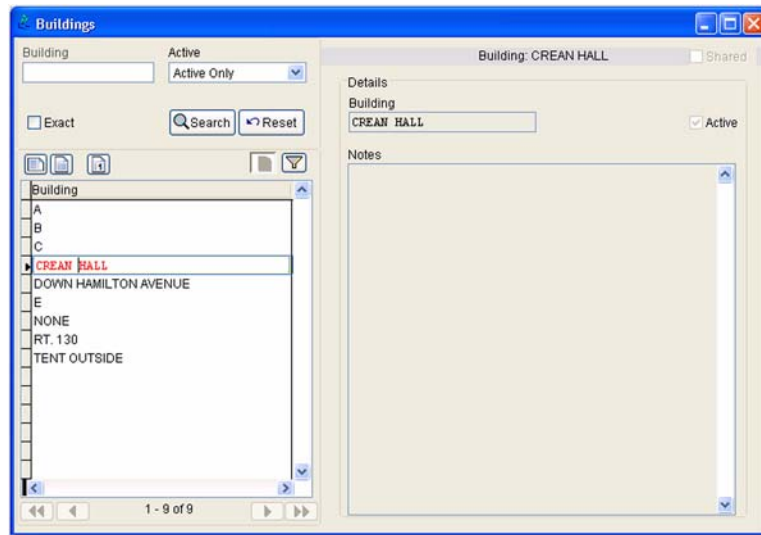 Buildings
Building
Active
Active Only
Exact
Search
Reset
Building
A
B
C
CREAN HALL
DOWN HAMILTON AVENUE
E
NONE
RT. 130
TENT OUTSIDE
1 - 9 of 9
Building: CREAN HALL
Shared
Details
Building
CREAN HALL
Active
Notes